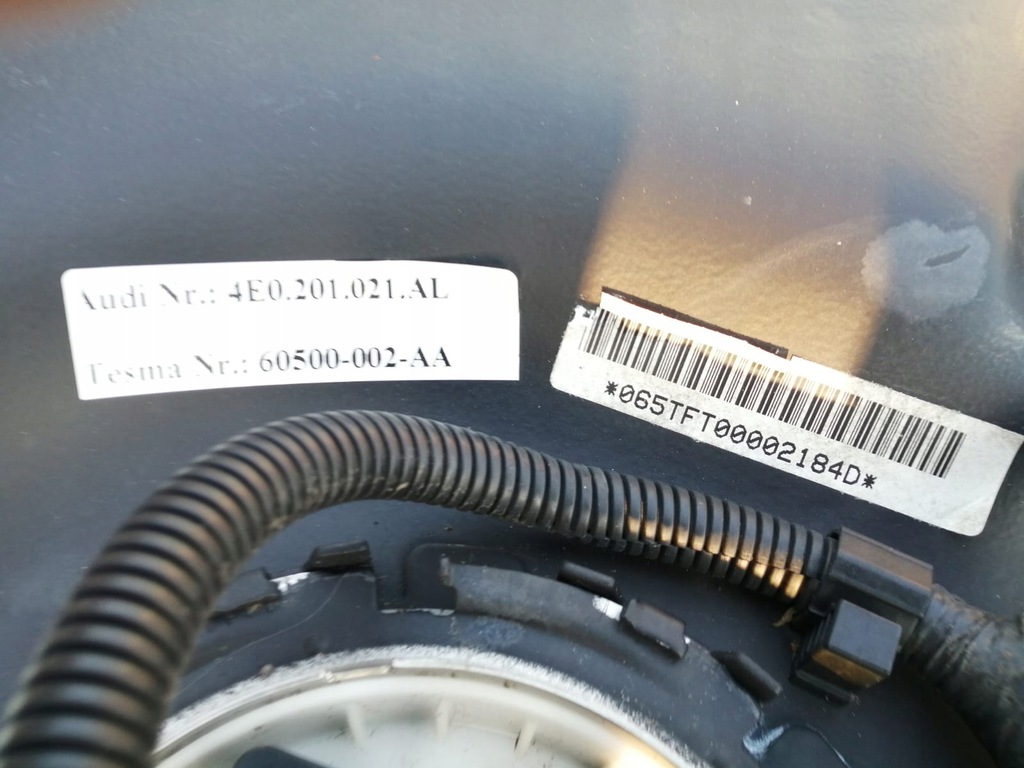 Audi Nr.: 4E0.201.021.AL
Tesma Nr.: 60500-002-AA
*065TFT00002184D*